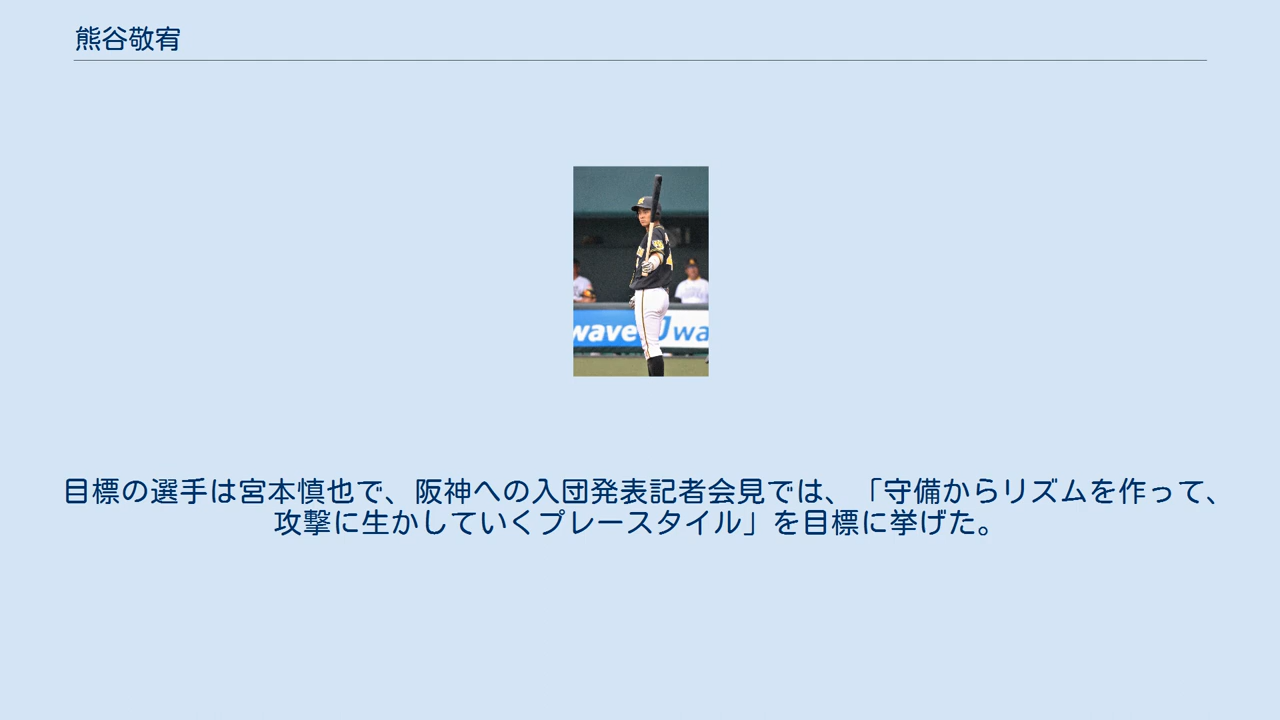 熊谷敬宥
wave Jwa
目標の選手は宮本慎也で、阪神への入団発表記者会見では、「守備からリズムを作って、
攻撃に生かしていくプレースタイル」を目標に挙げた。